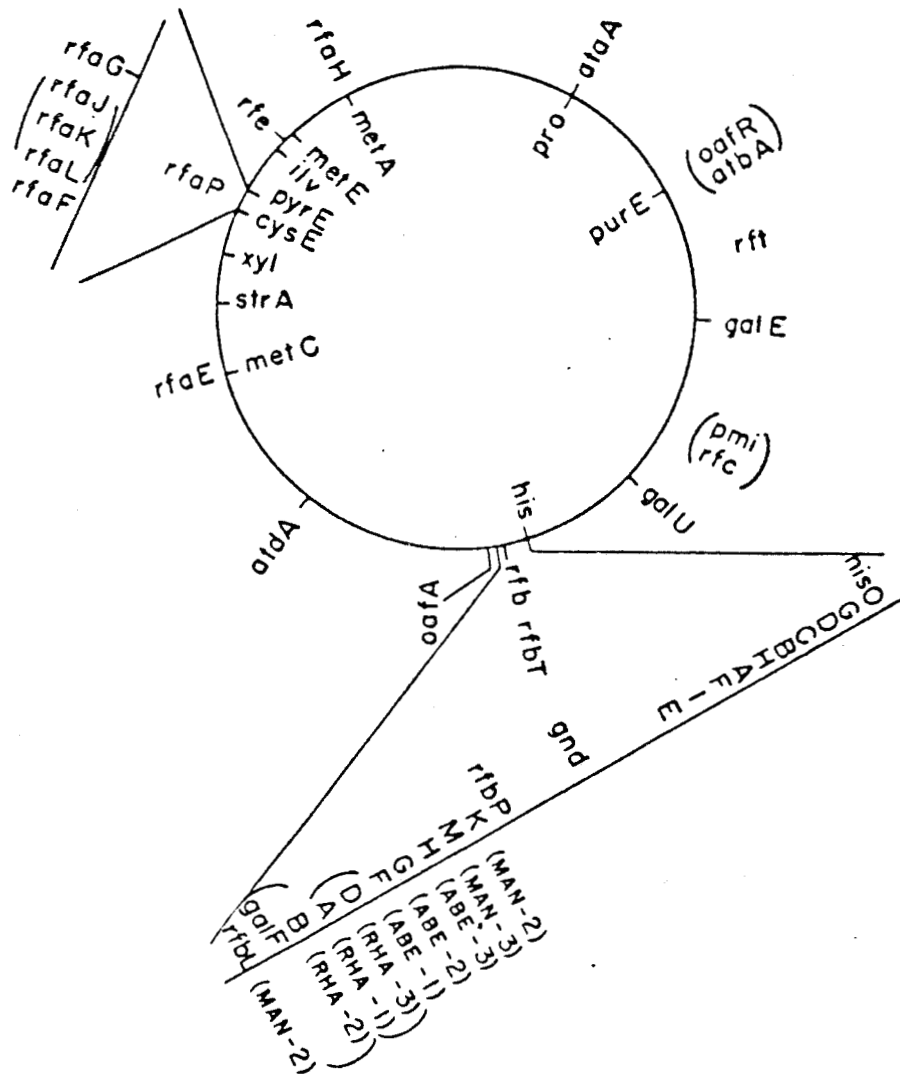 rfaG
(rfaJ
rfaK)
rfaL
rfaF
rfaP
rfe
rfaH
metA
metE
ilv
pyrE
cysE
xyl
strA
metC
rfaE
atdA
ataA
pro
(oafR
atbA)
purE
rft
galE
(pmi
rfc)
galU
his
rfb rfbT
oafA
hisO
G
D
C
B
H
A
F
I
E
gnd
rfbP
K
M
H
G
F
(D
A)
B
(galF
rfbL
(MAN-2)
(MAN-3)
(ABE-3)
(ABE-2)
(ABE-1)
(RHA-3)
(RHA-1)
(RHA-2)
(MAN-2)